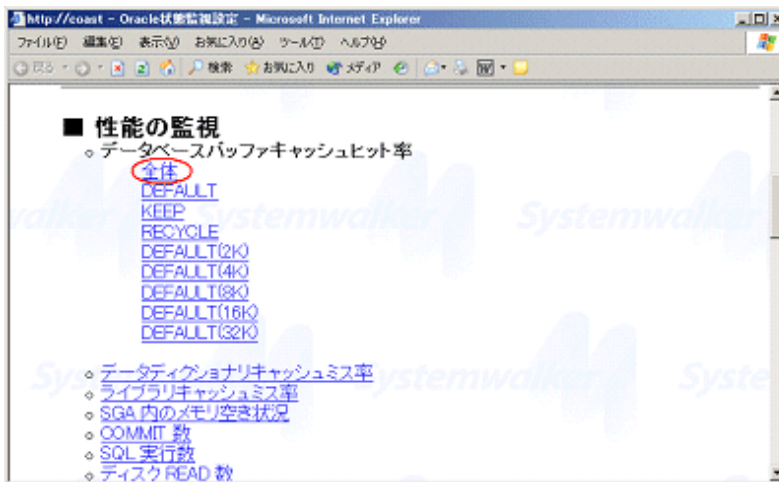 http://coast - Oracle状態監視設定 - Microsoft Internet Explorer
ファイル(F) 編集(E) 表示(V) お気に入り(A) ツール(T) ヘルプ(H)
戻る 検索 お気に入り メディア
■ 性能の監視
データベースバッファキャッシュヒット率
全体
DEFAULT
KEEP
RECYCLE
DEFAULT(2K)
DEFAULT(4K)
DEFAULT(8K)
DEFAULT(16K)
DEFAULT(32K)
データディクショナリキャッシュミス率
ライブラリキャッシュミス率
SGA 内のメモリ空き状況
COMMIT 数
SQL 実行数
ディスク READ 数
Systemwalker Systemwalker
Systemwalker Systemwalker Syste